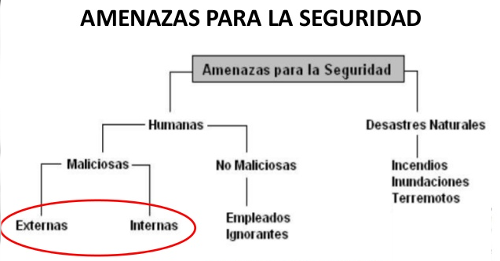 AMENAZAS PARA LA SEGURIDAD
Amenazas para la Seguridad
Humanas
Desastres Naturales
Maliciosas
No Maliciosas
Incendios
Inundaciones
Terremotos
Externas
Internas
Empleados
Ignorantes